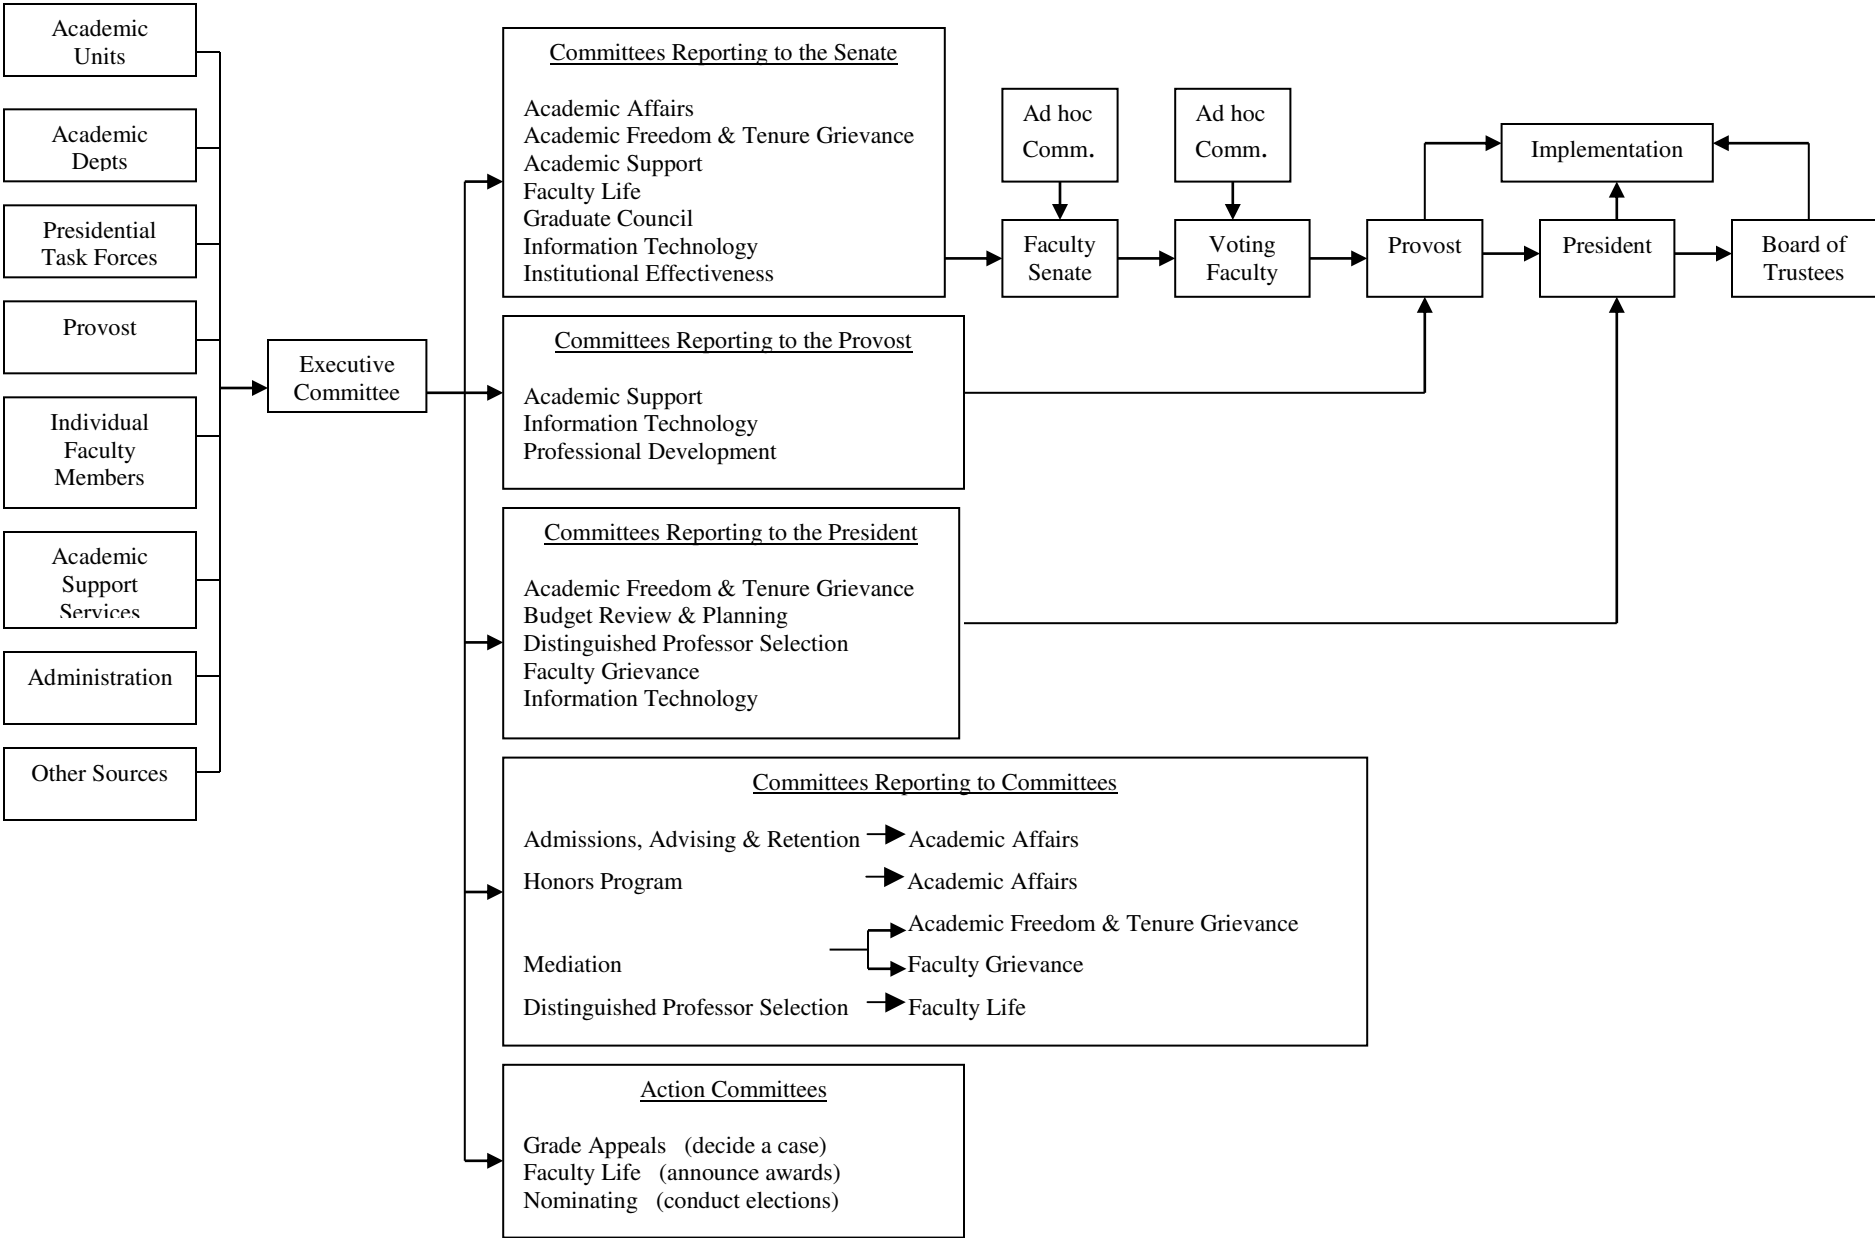 Academic
Units
Academic
Depts
Presidential
Task Forces
Provost
Individual
Faculty
Members
Academic
Support
Services
Administration
Other Sources
Executive
Committee
Committees Reporting to the Senate
Academic Affairs
Academic Freedom & Tenure Grievance
Academic Support
Faculty Life
Graduate Council
Information Technology
Institutional Effectiveness
Committees Reporting to the Provost
Academic Support
Information Technology
Professional Development
Committees Reporting to the President
Academic Freedom & Tenure Grievance
Budget Review & Planning
Distinguished Professor Selection
Faculty Grievance
Information Technology
Committees Reporting to Committees
Admissions, Advising & Retention Academic Affairs
Honors Program Academic Affairs
Academic Freedom & Tenure Grievance
Mediation Faculty Grievance
Distinguished Professor Selection Faculty Life
Action Committees
Grade Appeals (decide a case)
Faculty Life (announce awards)
Nominating (conduct elections)
Ad hoc
Comm.
Faculty
Senate
Ad hoc
Comm.
Voting
Faculty
Provost
Implementation
President
Board of
Trustees